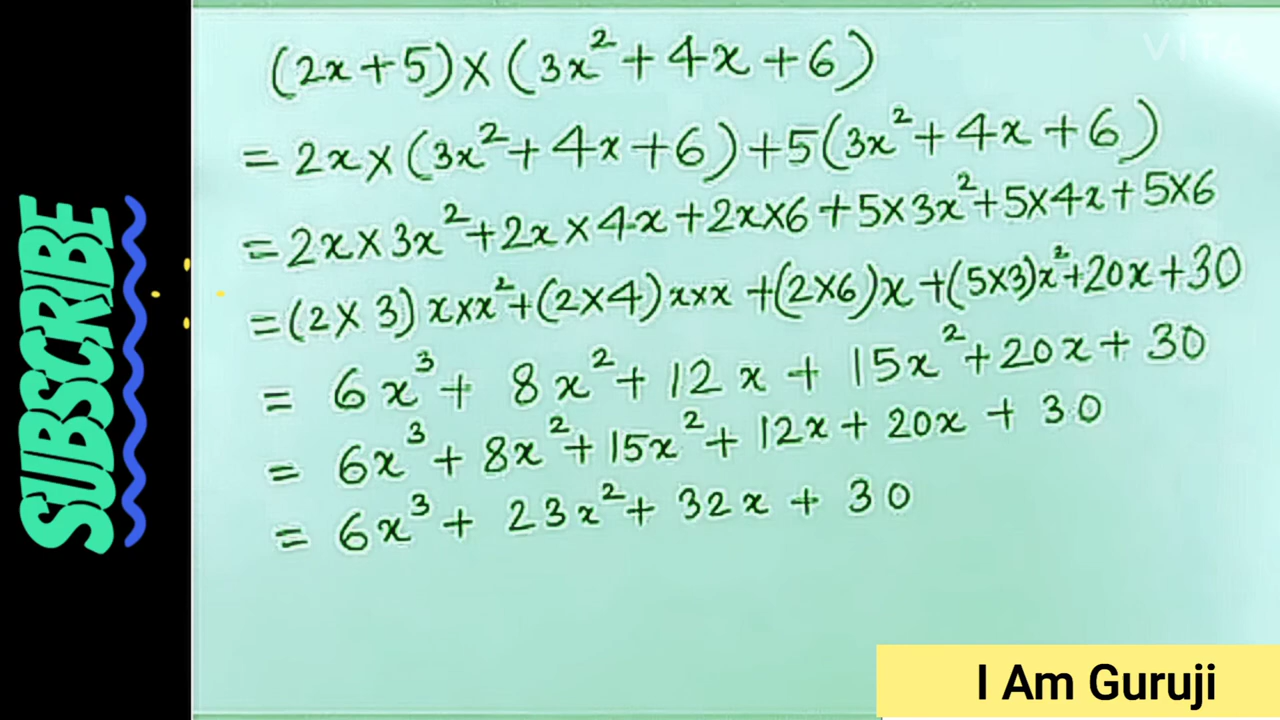 VITA
(2x+5)×(3x²+4x+6)
=2x×(3x²+4x+6)+5(3x²+4x+6)
=2x×3x²+2x×4x+2x×6+5×3x²+5×4x+5×6
=(2×3)x×x²+(2×4)x×x+(2×6)x+(5×3)x²+20x+30
= 6x³+ 8x²+12x + 15x²+20x+ 30
= 6x³+ 8x²+15x²+ 12x+ 20x + 30
= 6x³+ 23x²+ 32x + 30
SUBSCRIBE
I Am Guruji